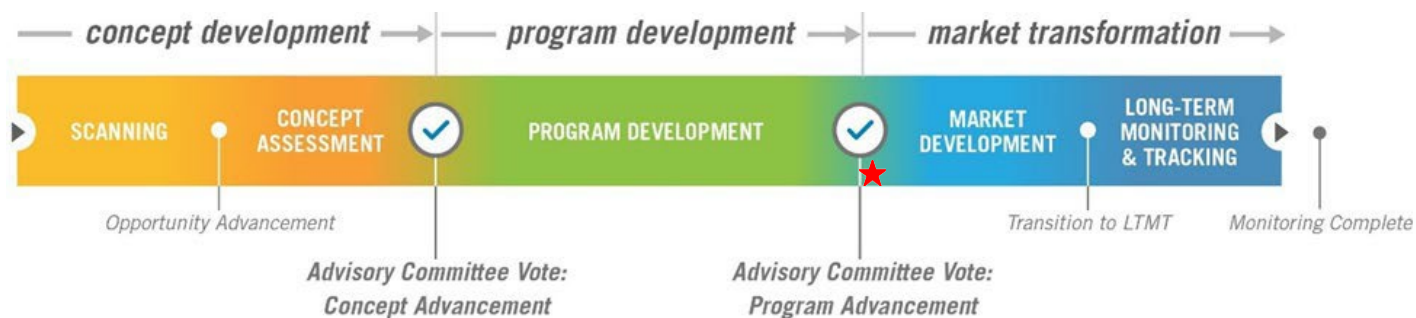 concept development
program development
market transformation
SCANNING
CONCEPT
ASSESSMENT
PROGRAM DEVELOPMENT
MARKET
DEVELOPMENT
LONG-TERM
MONITORING
& TRACKING
Opportunity Advancement
Transition to LTMT
Monitoring Complete
Advisory Committee Vote:
Concept Advancement
Advisory Committee Vote:
Program Advancement